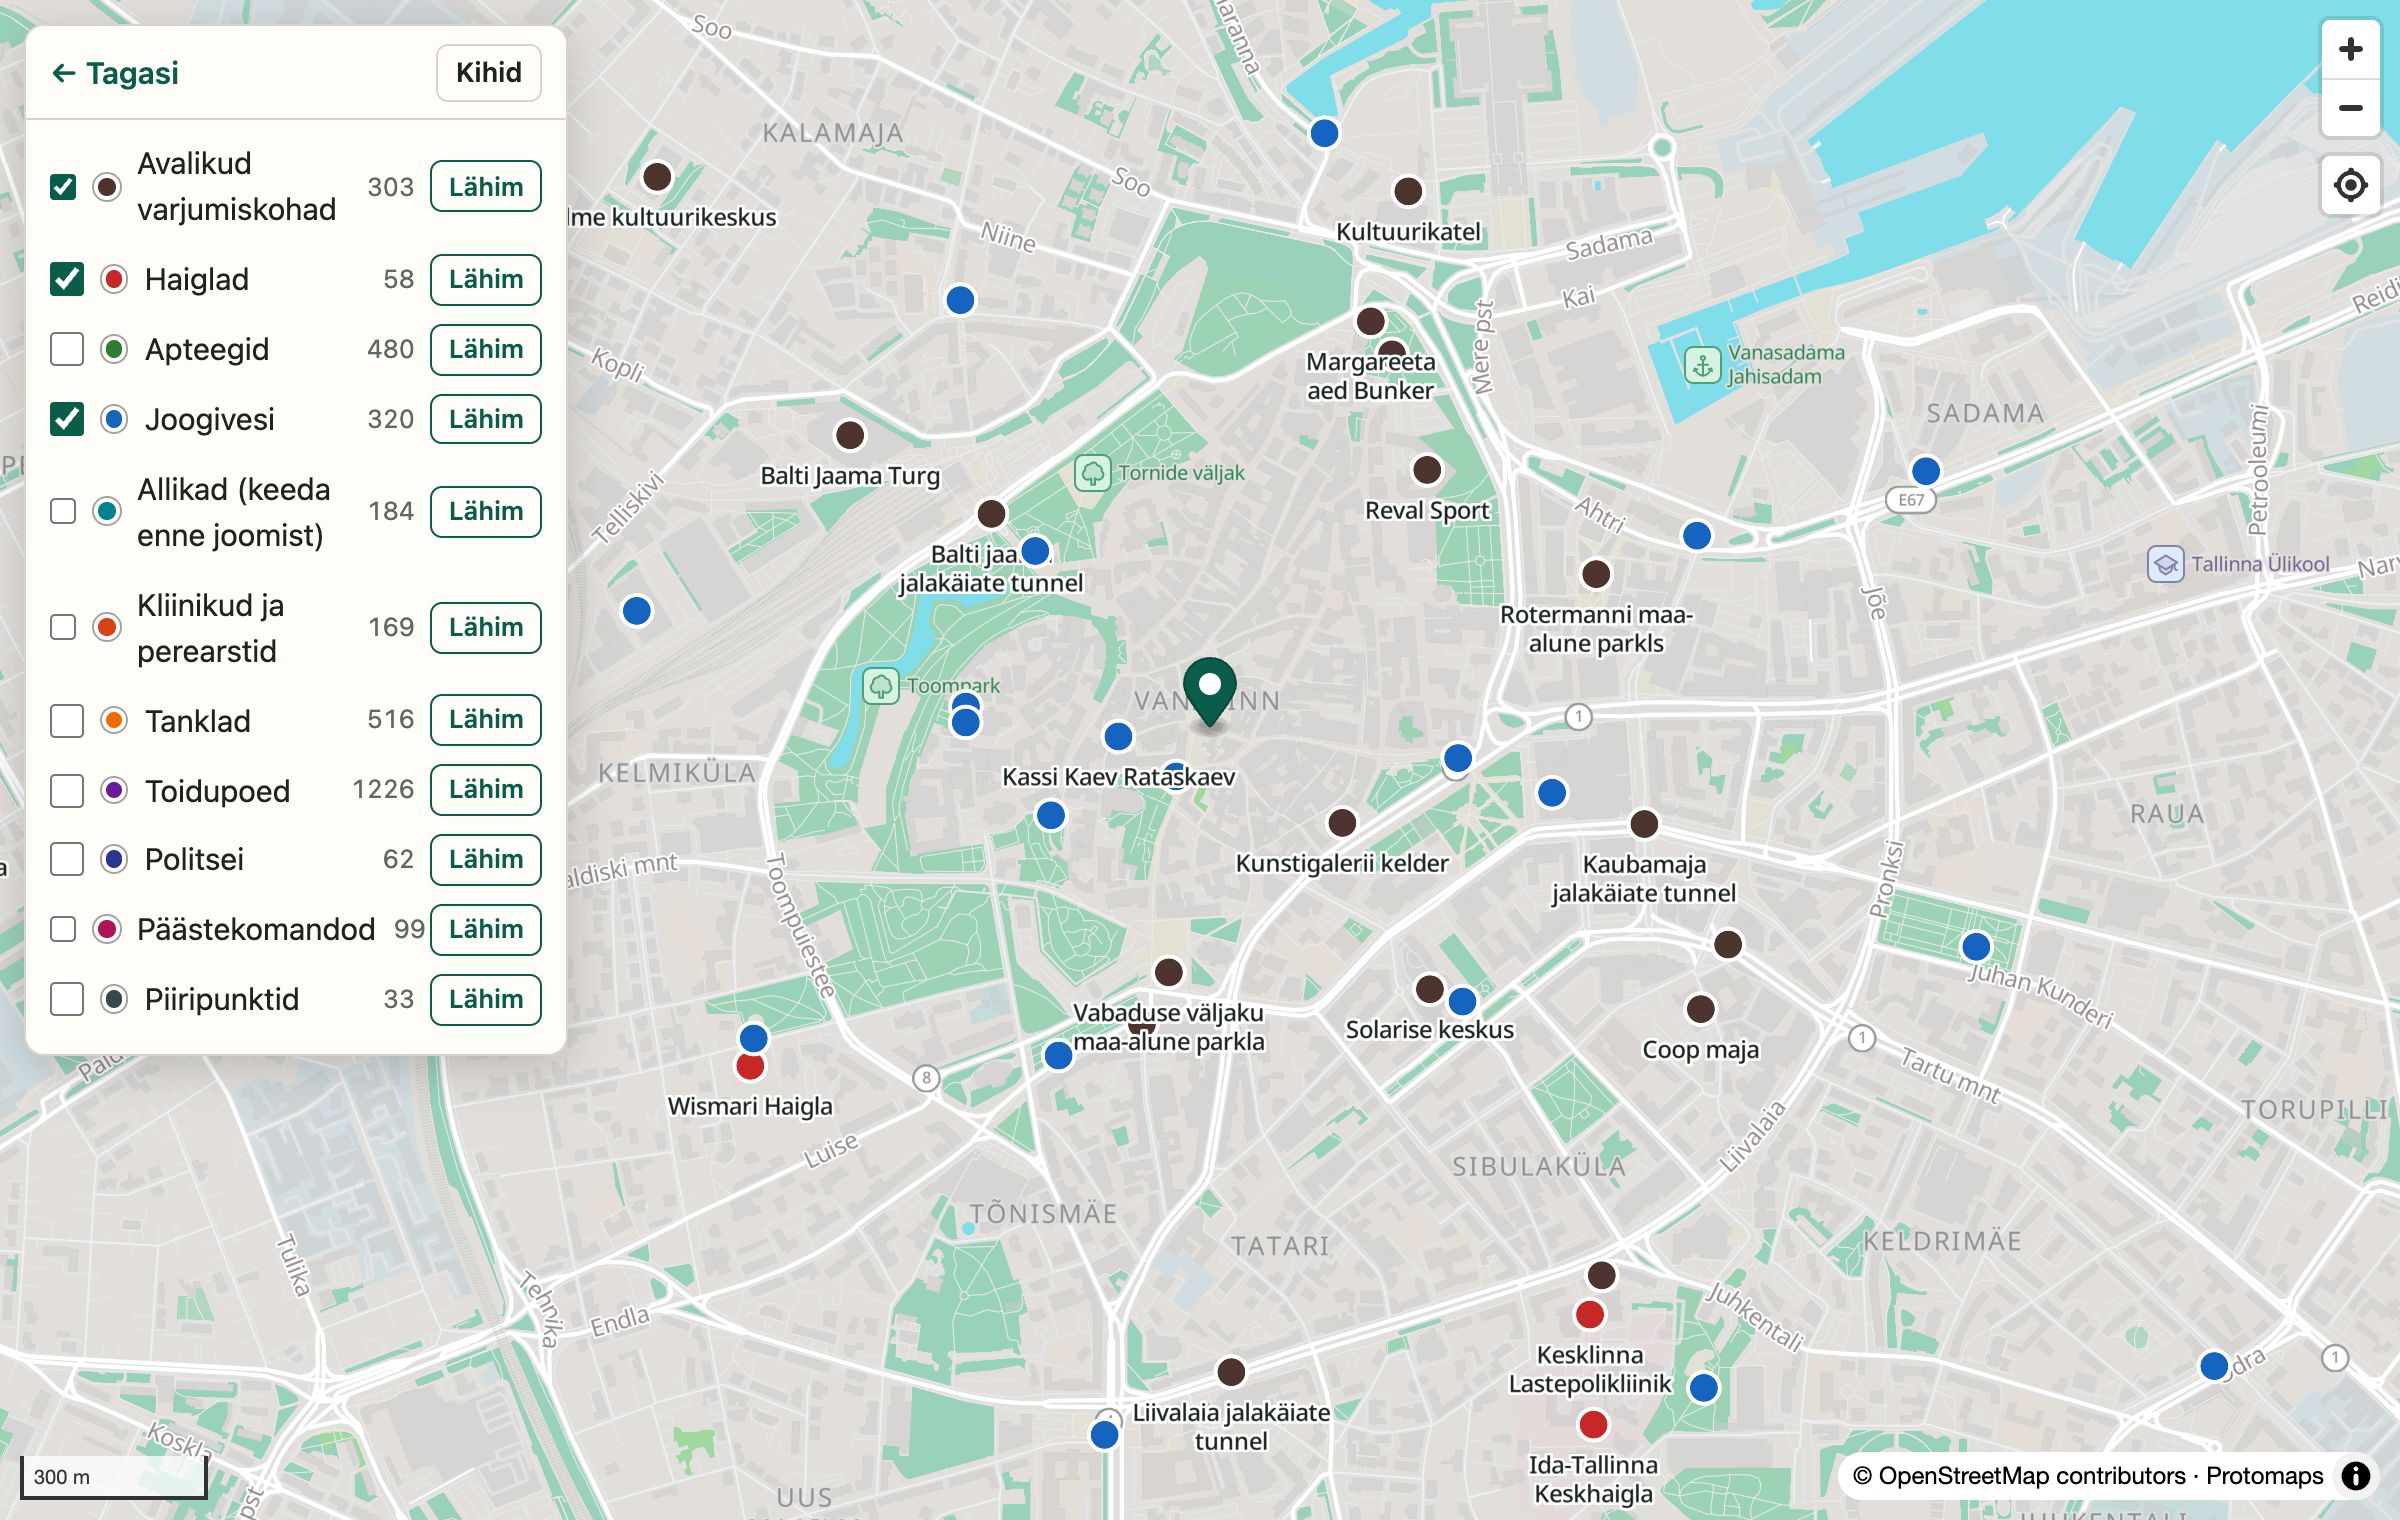 Tagasi
Kihid
Avalikud
varjumiskohad
303
Lähim
Haiglad
58
Lähim
Apteegid
480
Lähim
Joogivesi
320
Lähim
Allikad (keeda
enne joomist)
184
Lähim
Kliinikud ja
perearstid
169
Lähim
Tanklad
516
Lähim
Toidupoed
1226
Lähim
Politsei
62
Lähim
Päästekomandod
99
Lähim
Piiripunktid
33
Lähim
Soo
KALAMAJA
Soo
Niine
lme kultuurikeskus
Kultuurikatel
Sadama
Kai
Mere pst
Reidi
Kopli
Margareeta
aed Bunker
Vanasadama
Jahisadam
SADAMA
Petrooleumi
Balti Jaama Turg
Tornide väljak
Reval Sport
Telliskivi
Ahtri
E67
Balti jaa
jalakäiate tunnel
Tallinna Ülikool
Narv
Jõe
Rotermanni maa-
alune parkls
Toompark
VAN
INN
1
KELMIKÜLA
Kassi Kaev
Rataskaev
RAUA
Kunstigalerii kelder
Kaubamaja
jalakäiate tunnel
aldiski mnt
Toompuiestee
Pronksi
Juhan Kunderi
Vabaduse väljaku
maa-alune parkla
Solarise keskus
Coop maja
1
Tartu mnt
8
Wismari Haigla
TORUPILLI
Luise
Liivalaia
SIBULAKÜLA
TÕNISMÄE
TATARI
KELDRIMÄE
Tulika
Tehnika
Endla
Juhkentali
Kesklinna
Lastepolikliinik
1
Odra
Liivalaia jalakäiate
tunnel
Koskla
Ida-Tallinna
Keskhaigla
300 m
pst
UUS
© OpenStreetMap contributors · Protomaps